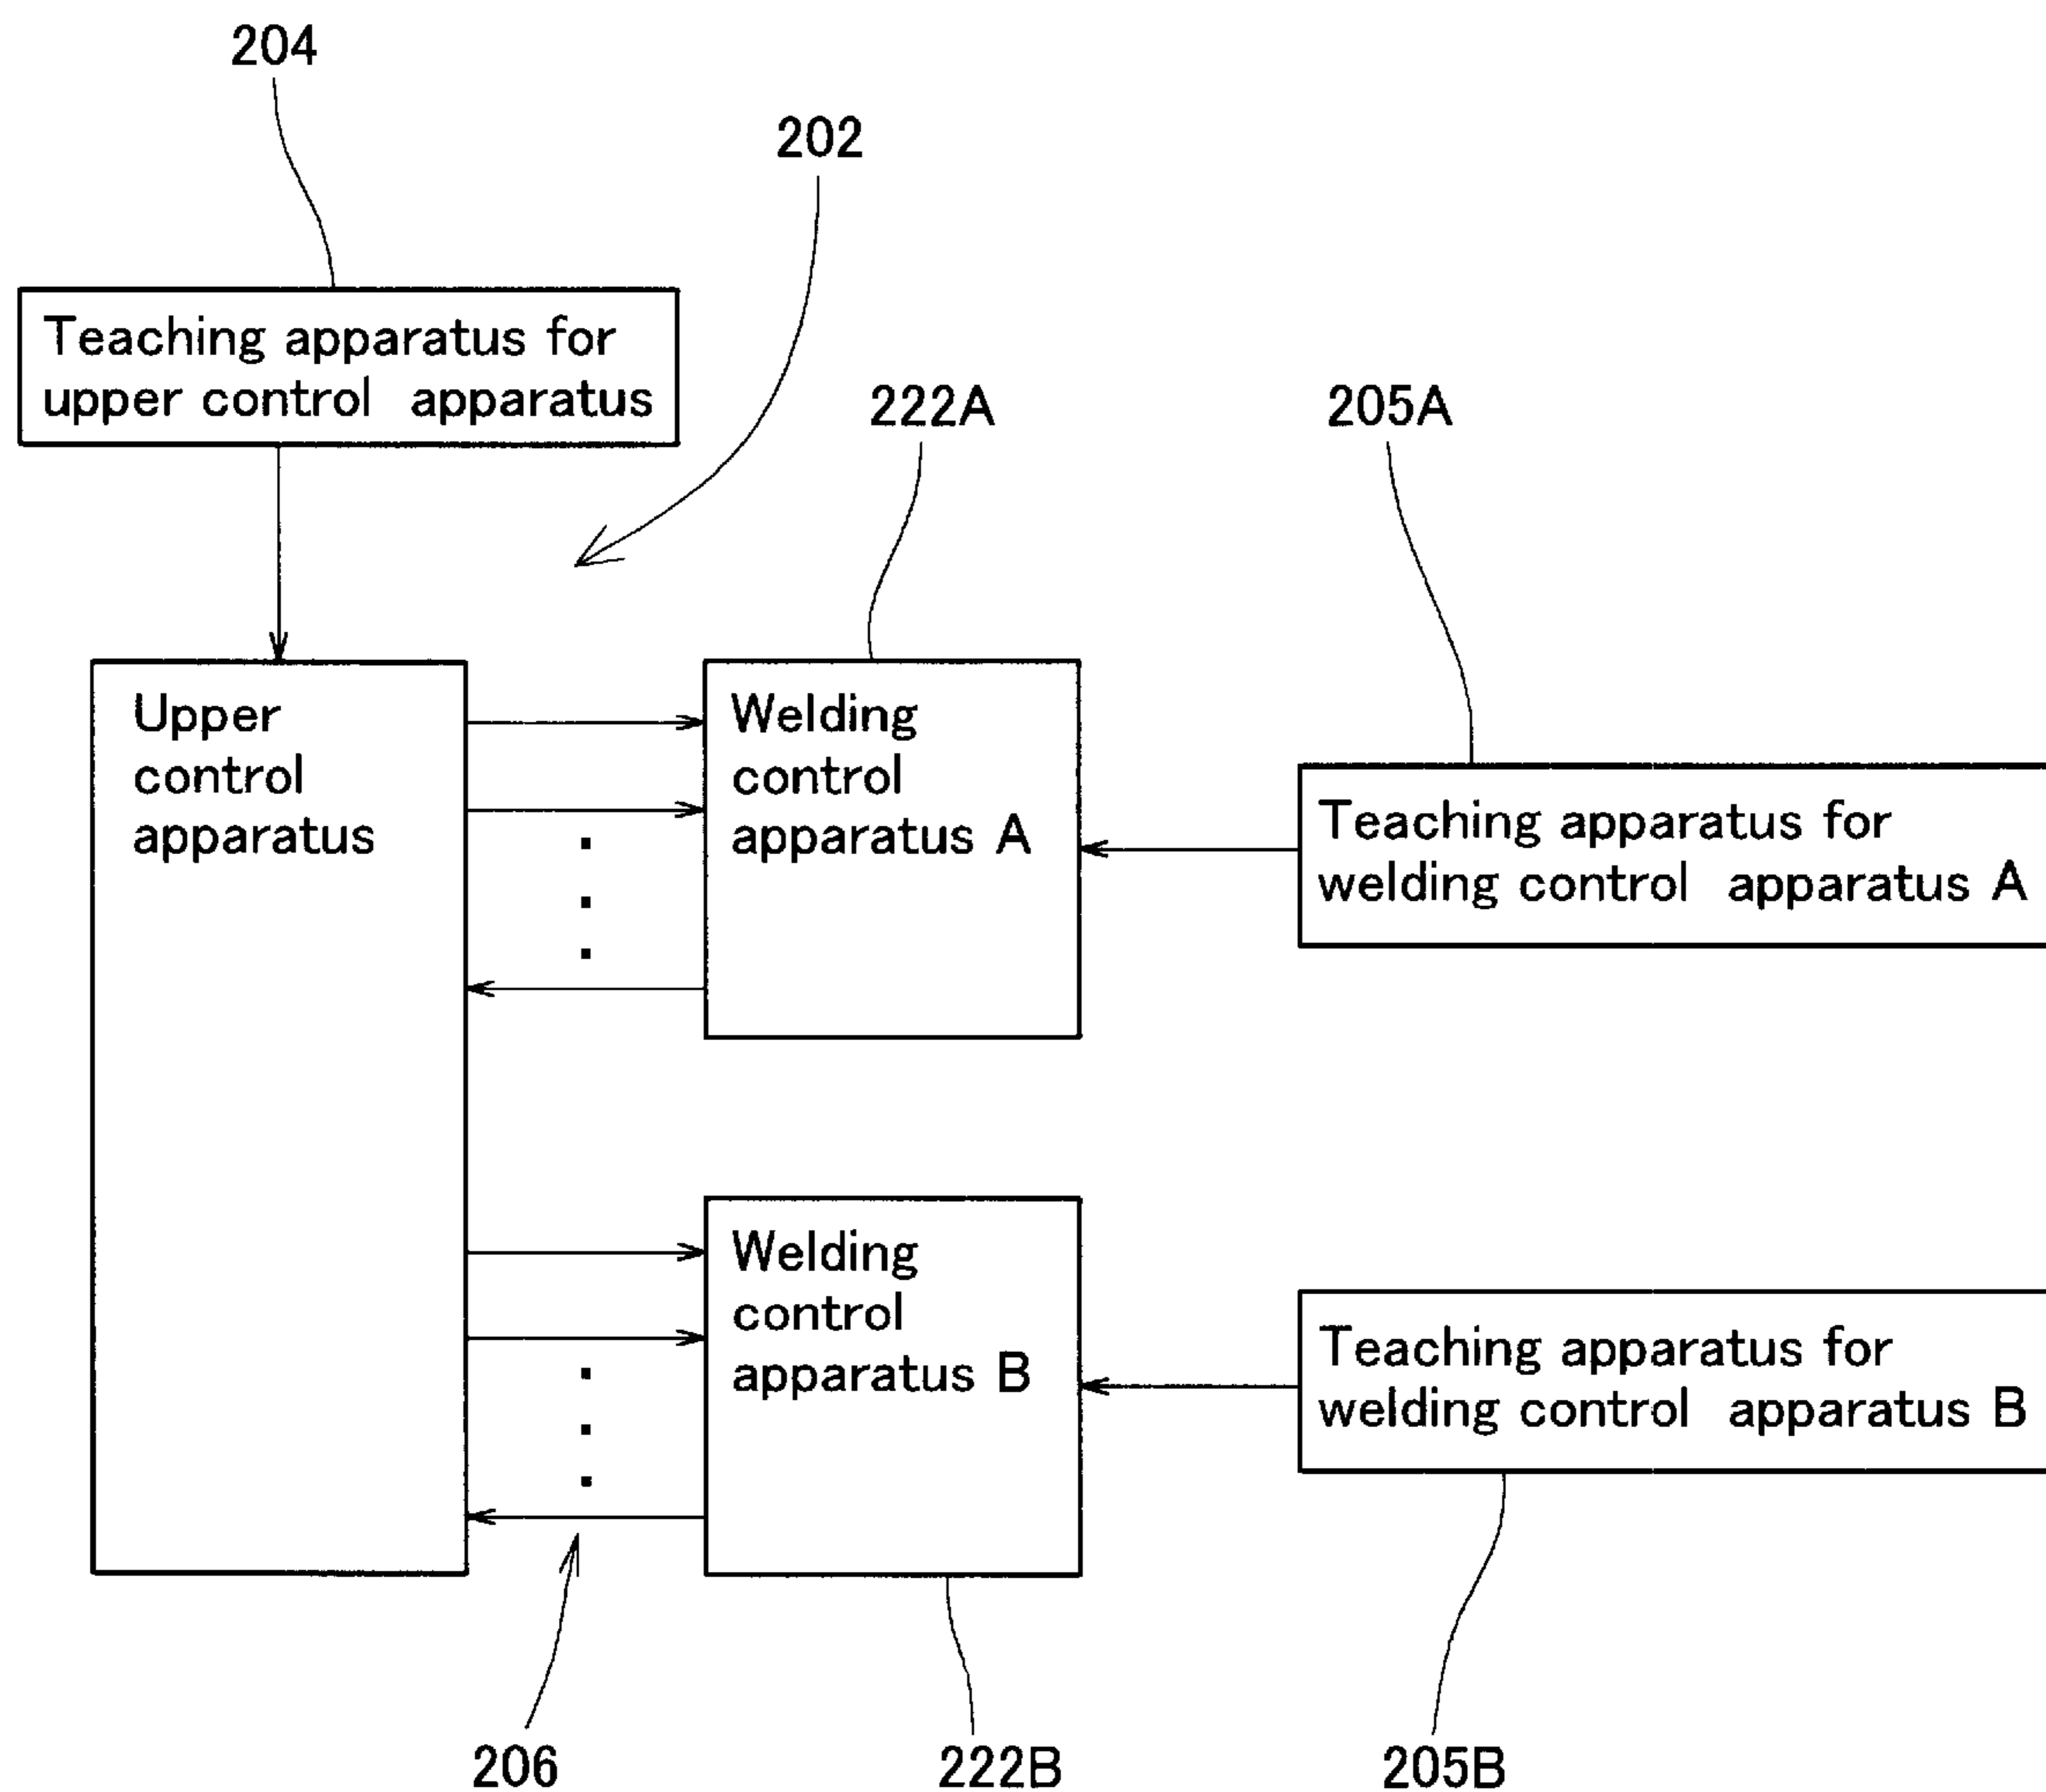 204
202
Teaching apparatus for
upper control apparatus
222A
205A
Upper
control
apparatus
Welding
control
apparatus A
Teaching apparatus for
welding control apparatus A
Welding
control
apparatus B
Teaching apparatus for
welding control apparatus B
206
222B
205B